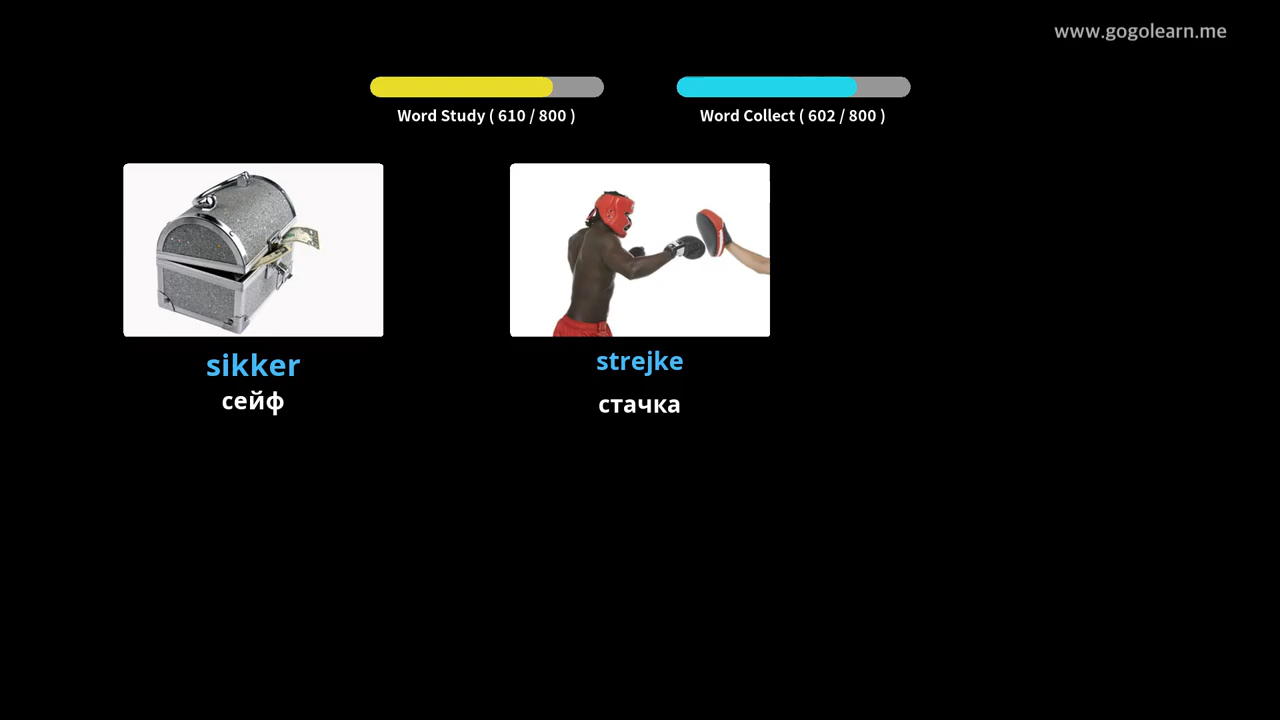 www.gogolearn.me
Word Study ( 610 / 800 )
Word Collect ( 602 / 800 )
sikker
сейф
strejke
стачка